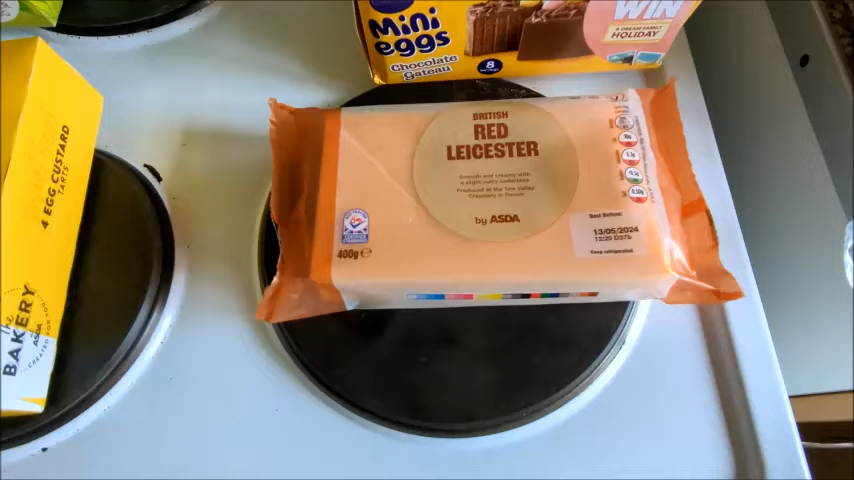 mini
eggs
Chocolate
Gateau
8
WIN
A DREAM FAMILY
HOLIDAY
4 EGG CUSTARD
TARTS
The
BAKERY
by ASDA
BRITISH
RED
LEICESTER
Smooth and creamy with
a slight nutty undertone
Produced at the Taw Valley
Creamery in Devon
by ASDA
400g e
Best Before:
13/05/2024
Keep refrigerated